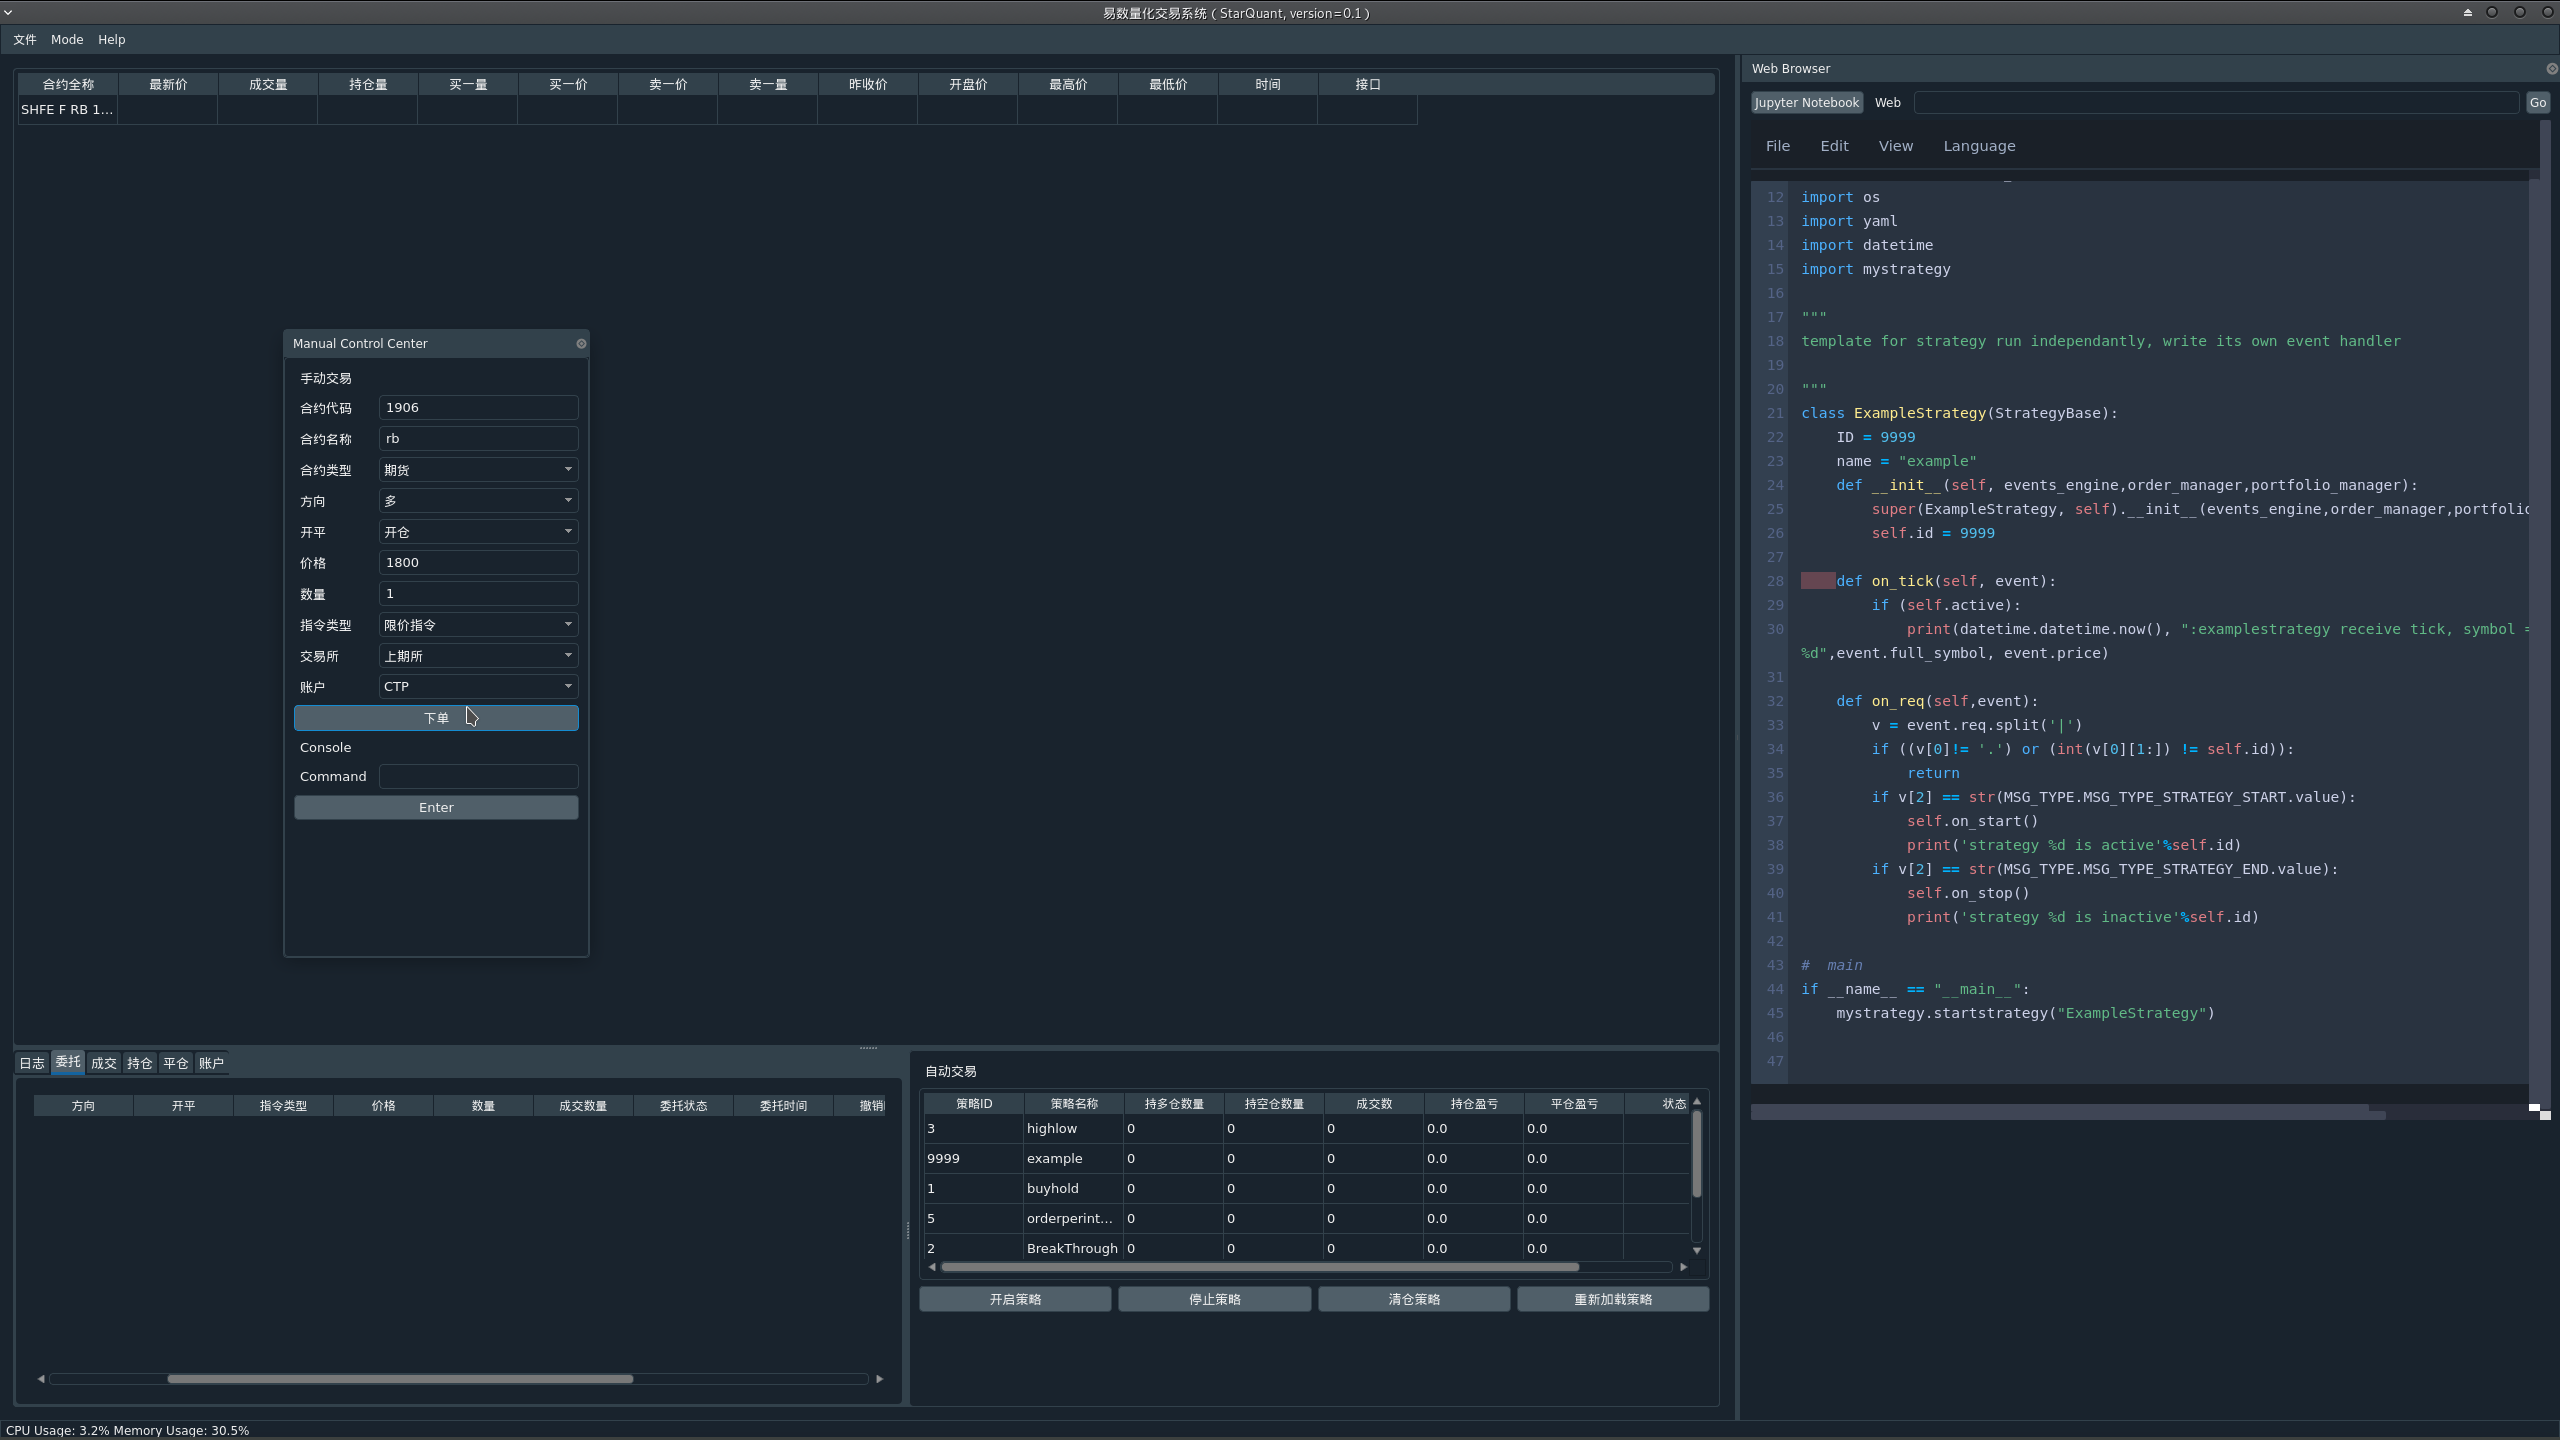 易数量化交易系统 ( StarQuant, version=0.1 )
文件 Mode Help
合约全称 最新价 成交量 持仓量 买一量 买一价 卖一价 卖一量 昨收价 开盘价 最高价 最低价 时间 接口
SHFE F RB 1...
Manual Control Center
手动交易
合约代码 1906
合约名称 rb
合约类型 期货
方向 多
开平 开仓
价格 1800
数量 1
指令类型 限价指令
交易所 上期所
账户 CTP
下单
Console
Command
Enter
日志 委托 成交 持仓 平仓 账户
方向 开平 指令类型 价格 数量 成交数量 委托状态 委托时间 撤销
自动交易
策略ID 策略名称 持多仓数量 持空仓数量 成交数 持仓盈亏 平仓盈亏 状态
3 highlow 0 0 0 0.0 0.0
9999 example 0 0 0 0.0 0.0
1 buyhold 0 0 0 0.0 0.0
5 orderperint... 0 0 0 0.0 0.0
2 BreakThrough 0 0 0 0.0 0.0
开启策略 停止策略 清仓策略 重新加载策略
Web Browser
Jupyter Notebook Web Go
File Edit View Language
12 import os
13 import yaml
14 import datetime
15 import mystrategy
16
17 """
18 template for strategy run independantly, write its own event handler
19
20 """
21 class ExampleStrategy(StrategyBase):
22     ID = 9999
23     name = "example"
24     def __init__(self, events_engine,order_manager,portfolio_manager):
25         super(ExampleStrategy, self).__init__(events_engine,order_manager,portfolio
26         self.id = 9999
27
28     def on_tick(self, event):
29         if (self.active):
30             print(datetime.datetime.now(), ":examplestrategy receive tick, symbol =
%d",event.full_symbol, event.price)
31
32     def on_req(self,event):
33         v = event.req.split('|')
34         if ((v[0]!= '.') or (int(v[0][1:]) != self.id)):
35             return
36         if v[2] == str(MSG_TYPE.MSG_TYPE_STRATEGY_START.value):
37             self.on_start()
38             print('strategy %d is active'%self.id)
39         if v[2] == str(MSG_TYPE.MSG_TYPE_STRATEGY_END.value):
40             self.on_stop()
41             print('strategy %d is inactive'%self.id)
42
43 #  main
44 if __name__ == "__main__":
45     mystrategy.startstrategy("ExampleStrategy")
46
47
CPU Usage: 3.2% Memory Usage: 30.5%